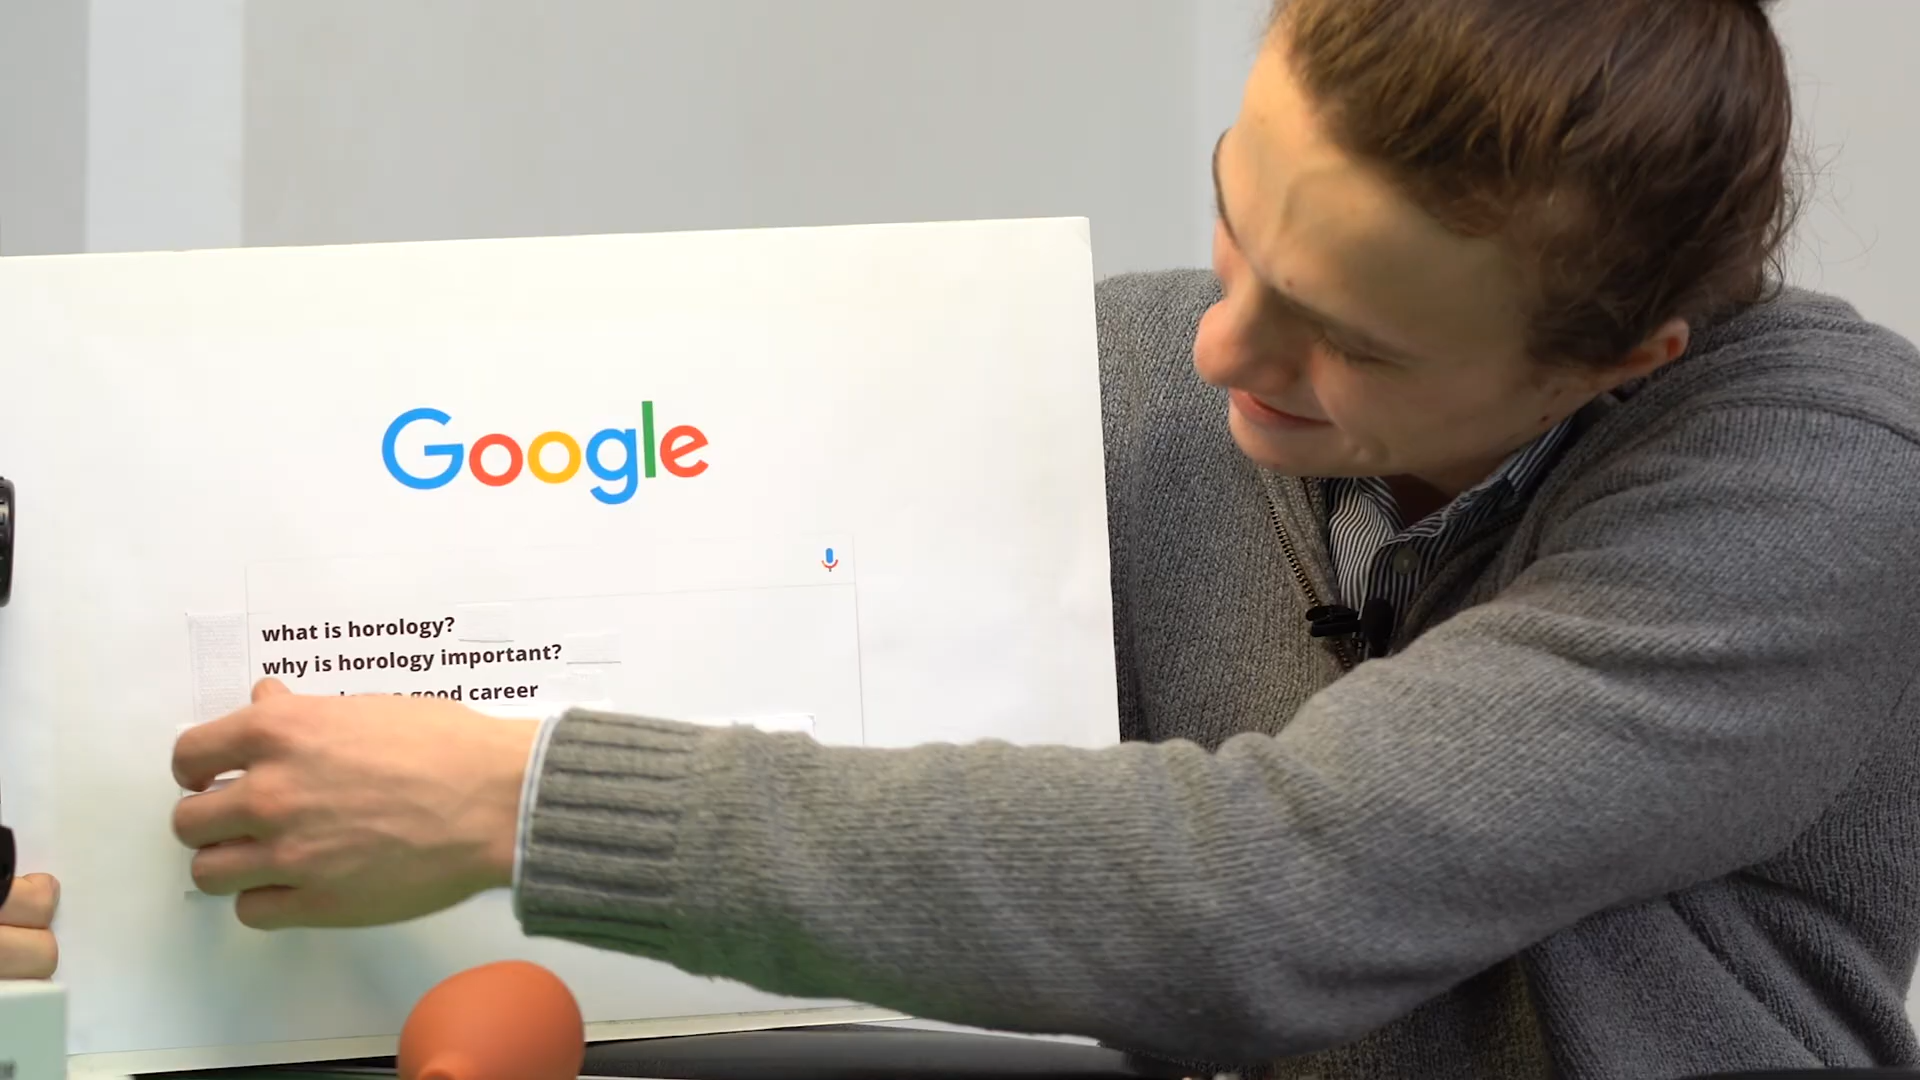 Google
what is horology?
why is horology important?
good career